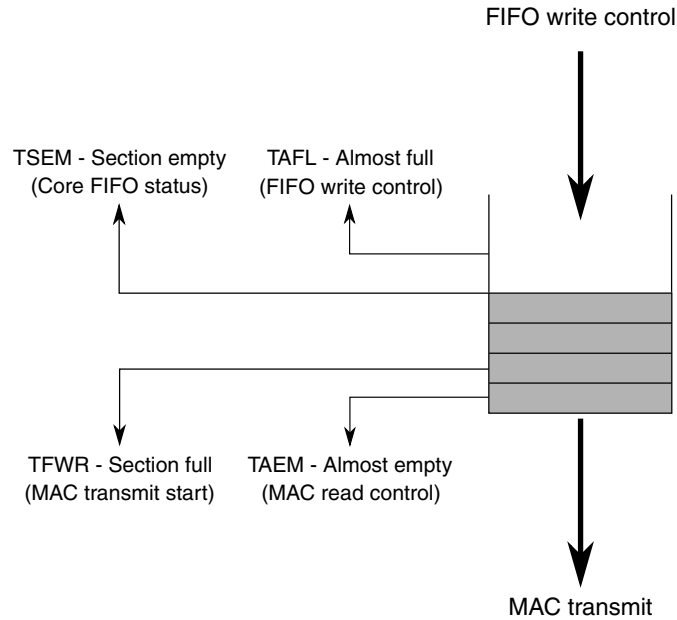 FIFO write control
TSEM - Section empty
(Core FIFO status)
TAFL - Almost full
(FIFO write control)
TFWR - Section full
(MAC transmit start)
TAEM - Almost empty
(MAC read control)
MAC transmit